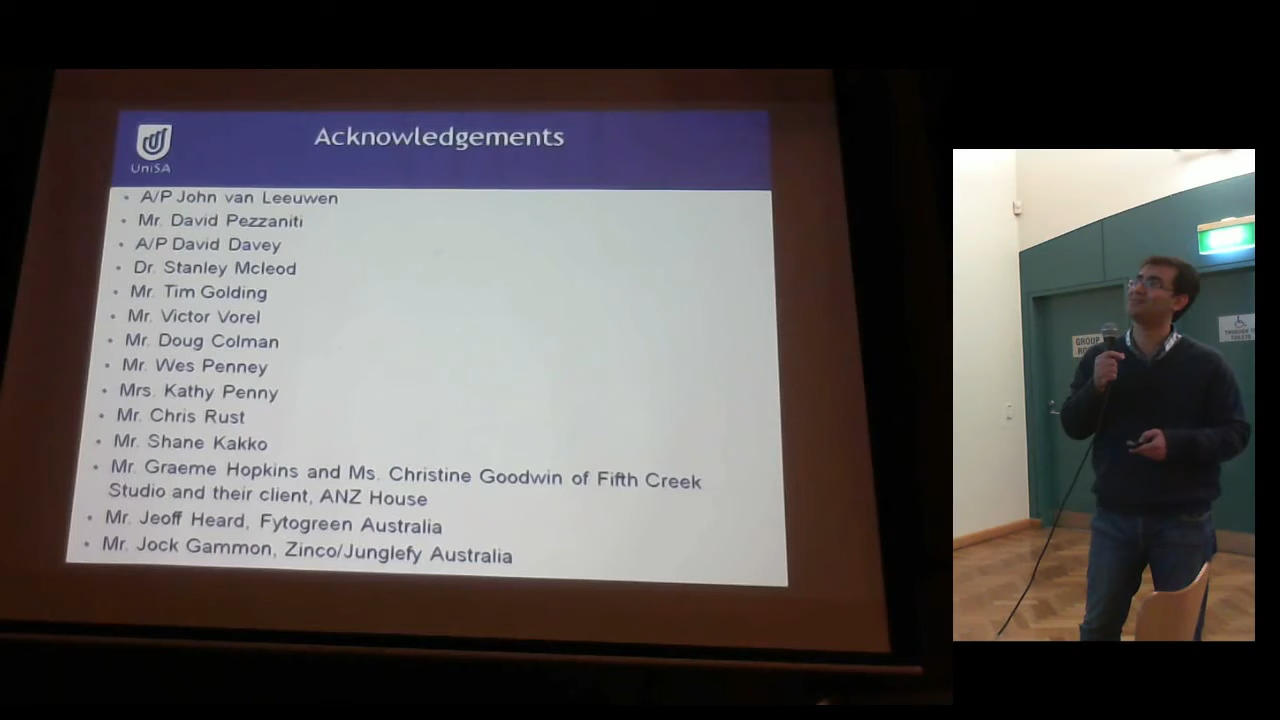 UniSA
Acknowledgements
• A/P John van Leeuwen
• Mr. David Pezzaniti
• A/P David Davey
• Dr. Stanley Mcleod
• Mr. Tim Golding
• Mr. Victor Vorel
• Mr. Doug Colman
• Mr. Wes Penney
• Mrs. Kathy Penny
• Mr. Chris Rust
• Mr. Shane Kakko
• Mr. Graeme Hopkins and Ms. Christine Goodwin of Fifth Creek
Studio and their client, ANZ House
• Mr. Jeoff Heard, Fytogreen Australia
• Mr. Jock Gammon, Zinco/Junglefy Australia
GROUP
THROUGH
TOILETS